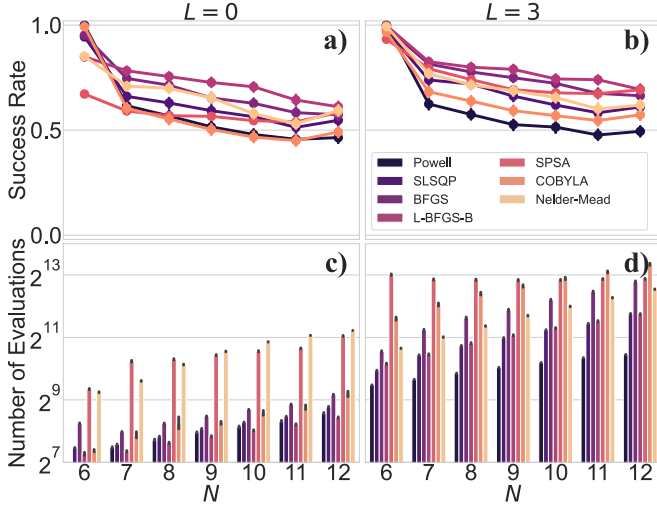 L = 0
L = 3
1.0
0.5
0.0
Success Rate
a)
b)
Powell
SLSQP
BFGS
L-BFGS-B
SPSA
COBYLA
Nelder-Mead
Number of Evaluations
2^13
2^11
2^9
2^7
c)
d)
6 7 8 9 10 11 12
6 7 8 9 10 11 12
N
N